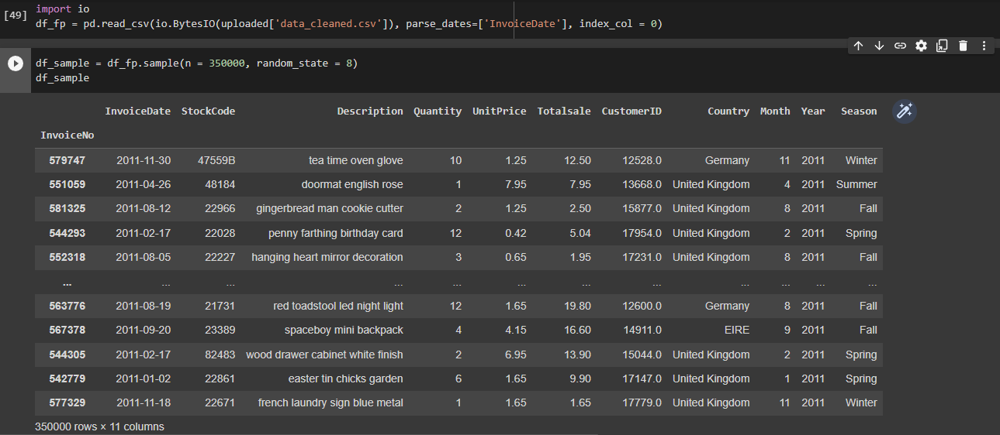 [49] import io
df_fp = pd.read_csv(io.BytesIO(uploaded['data_cleaned.csv']), parse_dates=['InvoiceDate'], index_col = 0)
df_sample = df_fp.sample(n = 350000, random_state = 8)
df_sample
InvoiceDate StockCode Description Quantity UnitPrice Totalsale CustomerID Country Month Year Season
InvoiceNo
579747 2011-11-30 47559B tea time oven glove 10 1.25 12.50 12528.0 Germany 11 2011 Winter
551059 2011-04-26 48184 doormat english rose 1 7.95 7.95 13668.0 United Kingdom 4 2011 Summer
581325 2011-08-12 22966 gingerbread man cookie cutter 2 1.25 2.50 15877.0 United Kingdom 8 2011 Fall
544293 2011-02-17 22028 penny farthing birthday card 12 0.42 5.04 17954.0 United Kingdom 2 2011 Spring
552318 2011-08-05 22227 hanging heart mirror decoration 3 0.65 1.95 17231.0 United Kingdom 8 2011 Fall
... ... ... ... ... ... ... ... ... ... ... ...
563776 2011-08-19 21731 red toadstool led night light 12 1.65 19.80 12600.0 Germany 8 2011 Fall
567378 2011-09-20 23389 spaceboy mini backpack 4 4.15 16.60 14911.0 EIRE 9 2011 Fall
544305 2011-02-17 82483 wood drawer cabinet white finish 2 6.95 13.90 15044.0 United Kingdom 2 2011 Spring
542779 2011-01-02 22861 easter tin chicks garden 6 1.65 9.90 17147.0 United Kingdom 1 2011 Spring
577329 2011-11-18 22671 french laundry sign blue metal 1 1.65 1.65 17779.0 United Kingdom 11 2011 Winter
350000 rows × 11 columns